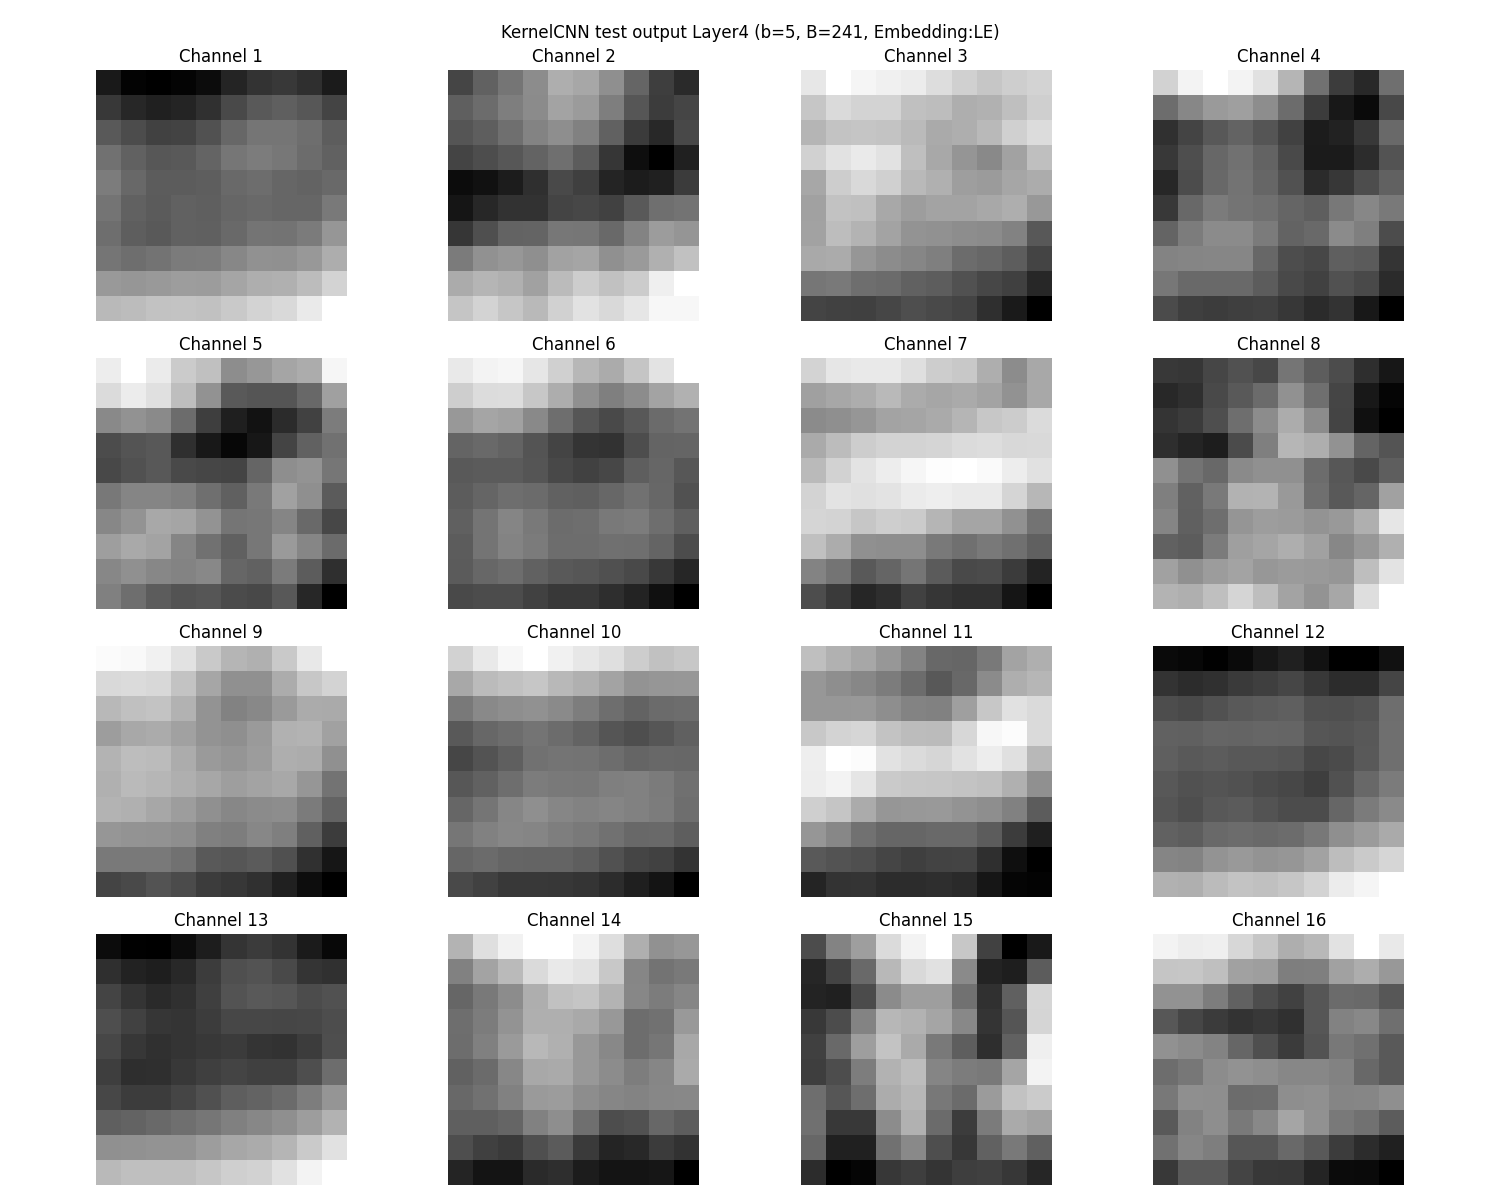 KernelCNN test output Layer4 (b=5, B=241, Embedding:LE)
Channel 1
Channel 2
Channel 3
Channel 4
Channel 5
Channel 6
Channel 7
Channel 8
Channel 9
Channel 10
Channel 11
Channel 12
Channel 13
Channel 14
Channel 15
Channel 16